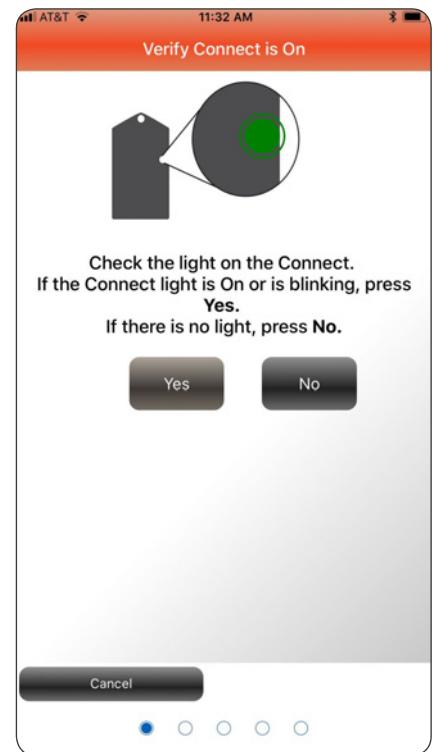 AT&T 11:32 AM
Verify Connect is On
Check the light on the Connect.
If the Connect light is On or is blinking, press
Yes.
If there is no light, press No.
Yes No
Cancel